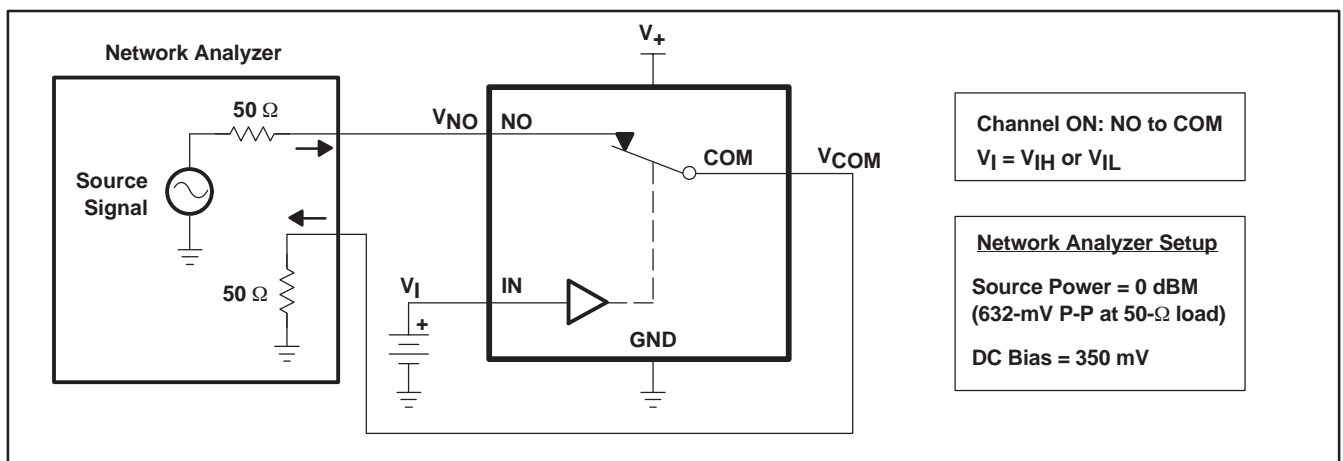 Network Analyzer
50 Ω
Source
Signal
50 Ω
V+
VNO
NO
COM
VCOM
VI
IN
+
GND
Channel ON: NO to COM
VI = VIH or VIL
Network Analyzer Setup
Source Power = 0 dBM
(632-mV P-P at 50-Ω load)
DC Bias = 350 mV